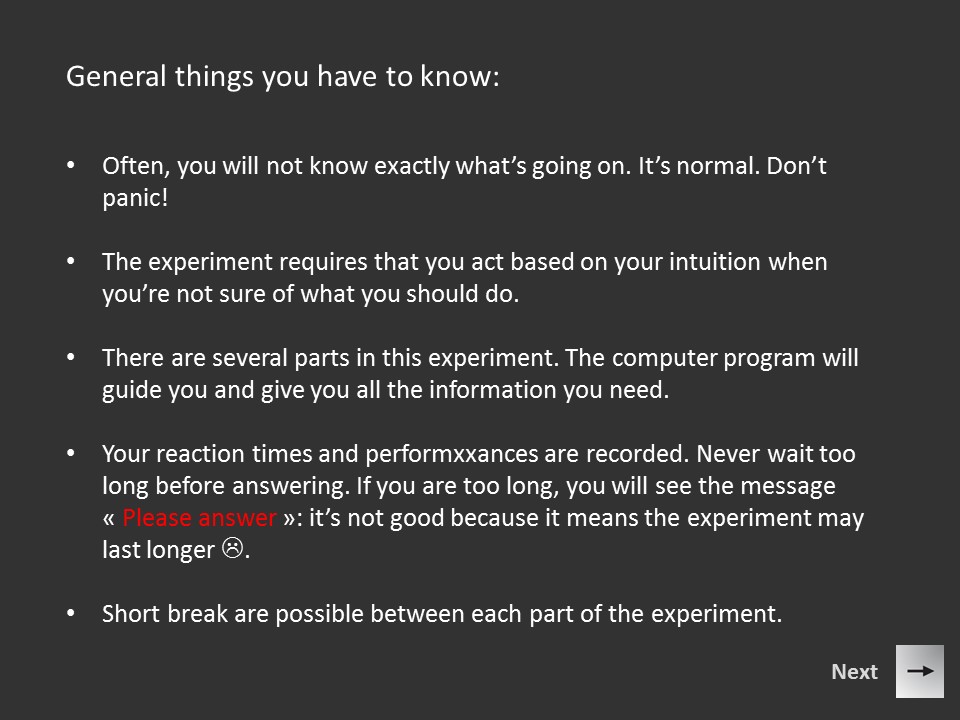 General things you have to know:
• Often, you will not know exactly what’s going on. It’s normal. Don’t
panic!
• The experiment requires that you act based on your intuition when
you’re not sure of what you should do.
• There are several parts in this experiment. The computer program will
guide you and give you all the information you need.
• Your reaction times and performxxances are recorded. Never wait too
long before answering. If you are too long, you will see the message
« Please answer »: it’s not good because it means the experiment may
last longer ☹.
• Short break are possible between each part of the experiment.
Next →